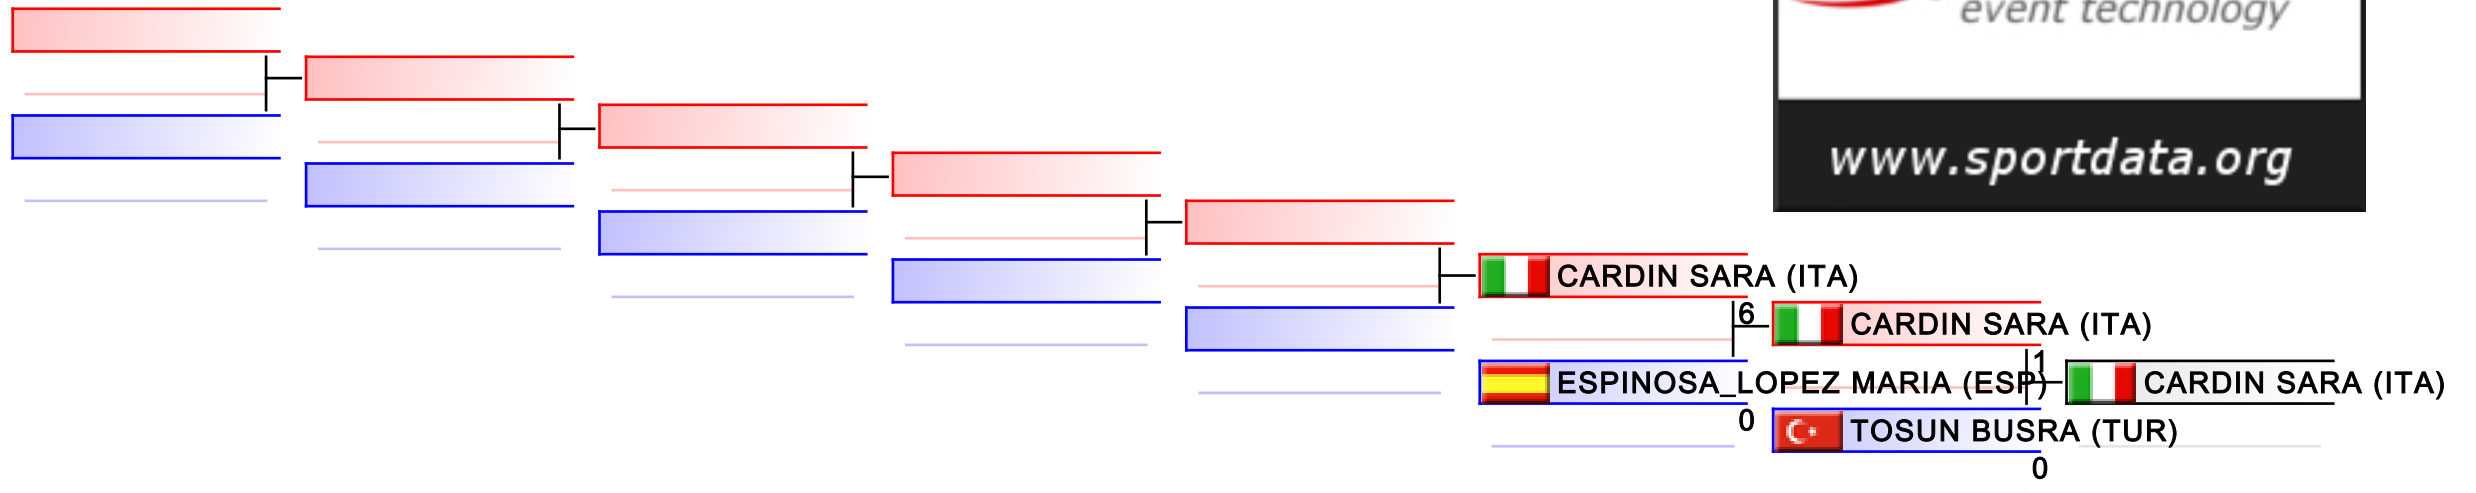 event technology
www.sportdata.org
CARDIN SARA (ITA)
6
CARDIN SARA (ITA)
1
ESPINOSA_LOPEZ MARIA (ESP)
CARDIN SARA (ITA)
0
TOSUN BUSRA (TUR)
0